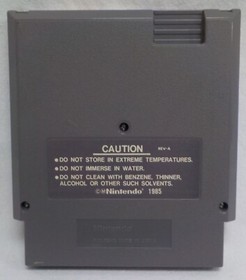 CAUTION REV-A
●DO NOT STORE IN EXTREME TEMPERATURES.
●DO NOT IMMERSE IN WATER.
●DO NOT CLEAN WITH BENZENE, THINNER,
ALCOHOL OR OTHER SUCH SOLVENTS.
©®Nintendo® 1985